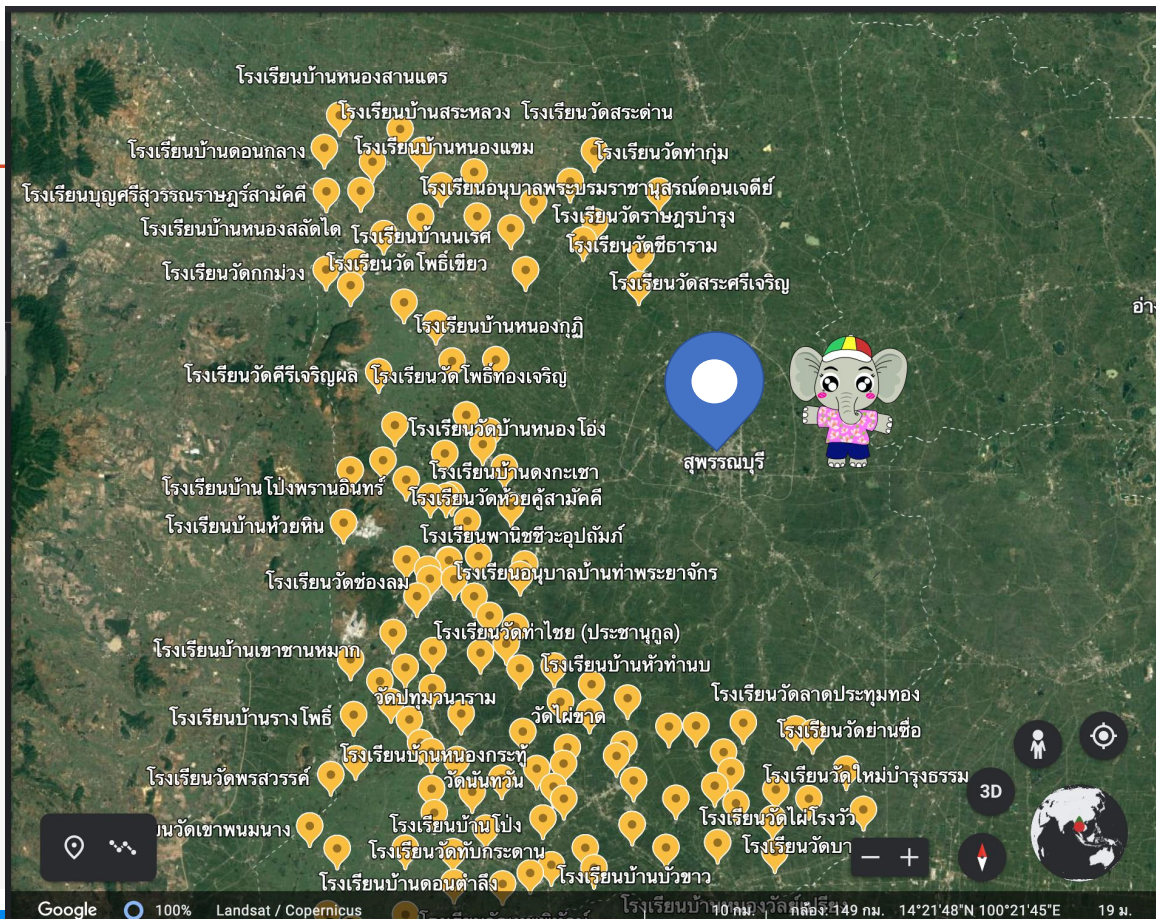 โรงเรียนบ้านหนองสานแตร
โรงเรียนบ้านสระหลวง
โรงเรียนวัดสระด่าน
โรงเรียนบ้านดอนกลาง
โรงเรียนบ้านหนองแขม
โรงเรียนวัดท่ากุ่ม
โรงเรียนบุญศรีสุวรรณราษฎร์สามัคคี
โรงเรียนอนุบาลพระบรมราชานุสรณ์ดอนเจดีย์
โรงเรียนวัดราษฎรบำรุง
โรงเรียนบ้านหนองสลัดได
โรงเรียนบ้านนเรศ
โรงเรียนวัดชีธาราม
โรงเรียนวัดกกม่วง
โรงเรียนวัดโพธิ์เขียว
โรงเรียนวัดสระศรีเจริญ
อ่าง
โรงเรียนบ้านหนองกุฏิ
โรงเรียนวัดคีรีเจริญผล
โรงเรียนวัดโพธิ์ทองเจริญ
โรงเรียนวัดบ้านหนองโอ่ง
สุพรรณบุรี
โรงเรียนบ้านดงกะเชา
โรงเรียนบ้านโป่งพรานอินทร์
โรงเรียนวัดห้วยคู้สามัคคี
โรงเรียนบ้านห้วยหิน
โรงเรียนพานิชชีวะอุปถัมภ์
โรงเรียนวัดช่องลม
โรงเรียนอนุบาลบ้านท่าพระยาจักร
โรงเรียนวัดท่าไชย (ประชานุกูล)
โรงเรียนบ้านเขาชานหมาก
โรงเรียนบ้านหัวทำนบ
วัดปทุมวนาราม
โรงเรียนวัดลาดประทุมทอง
โรงเรียนบ้านรางโพธิ์
วัดไผ่ขาด
โรงเรียนวัดย่านซื่อ
โรงเรียนบ้านหนองกระทู้
โรงเรียนวัดพรสวรรค์
วัดนันทวัน
โรงเรียนวัดใหม่บำรุงธรรม
3D
นวัดเขาพนมนาง
โรงเรียนบ้านโป่ง
โรงเรียนวัดไผ่โรงวัว
โรงเรียนวัดทับกระดาน
โรงเรียนวัดบา
โรงเรียนบ้านดอนตำลึง
โรงเรียนบ้านบัวขาว
Google
100%
Landsat / Copernicus
10 กม.
กล้อง: 149 กม.
14°21'48"N 100°21'45"E
19 ม.